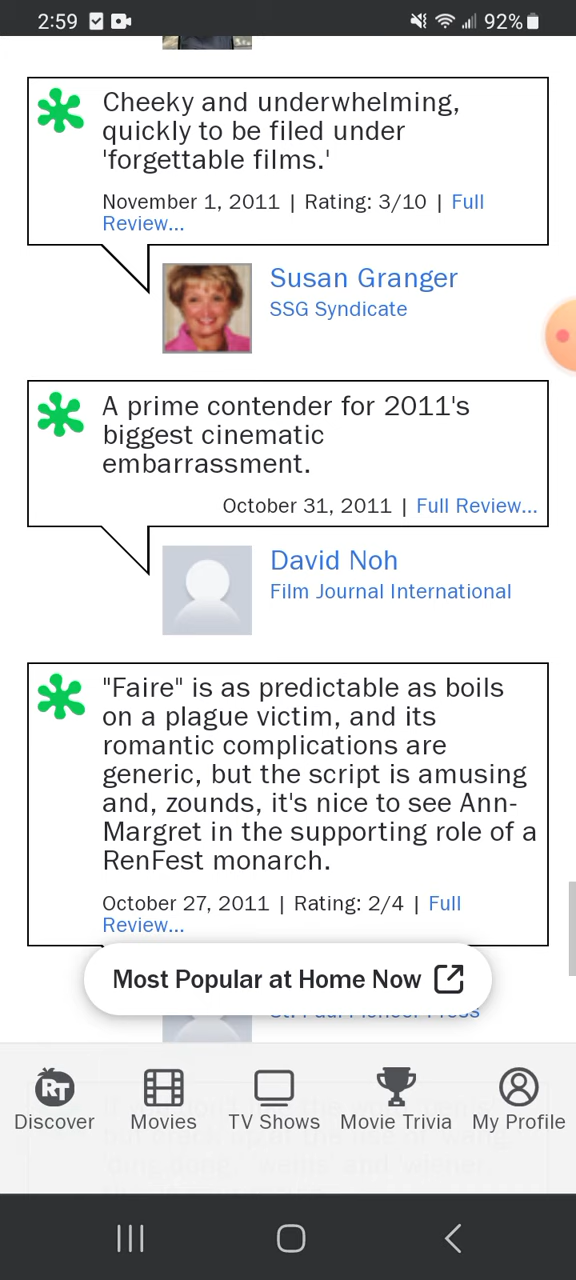 2:59
92%
Cheeky and underwhelming,
quickly to be filed under
'forgettable films.'
November 1, 2011 | Rating: 3/10 | Full
Review...
Susan Granger
SSG Syndicate
A prime contender for 2011's
biggest cinematic
embarrassment.
October 31, 2011 | Full Review...
David Noh
Film Journal International
"Faire" is as predictable as boils
on a plague victim, and its
romantic complications are
generic, but the script is amusing
and, zounds, it's nice to see Ann-
Margret in the supporting role of a
RenFest monarch.
October 27, 2011 | Rating: 2/4 | Full
Review...
Most Popular at Home Now
St. Paul Pioneer Press
RT
Discover
Movies
TV Shows
Movie Trivia
My Profile